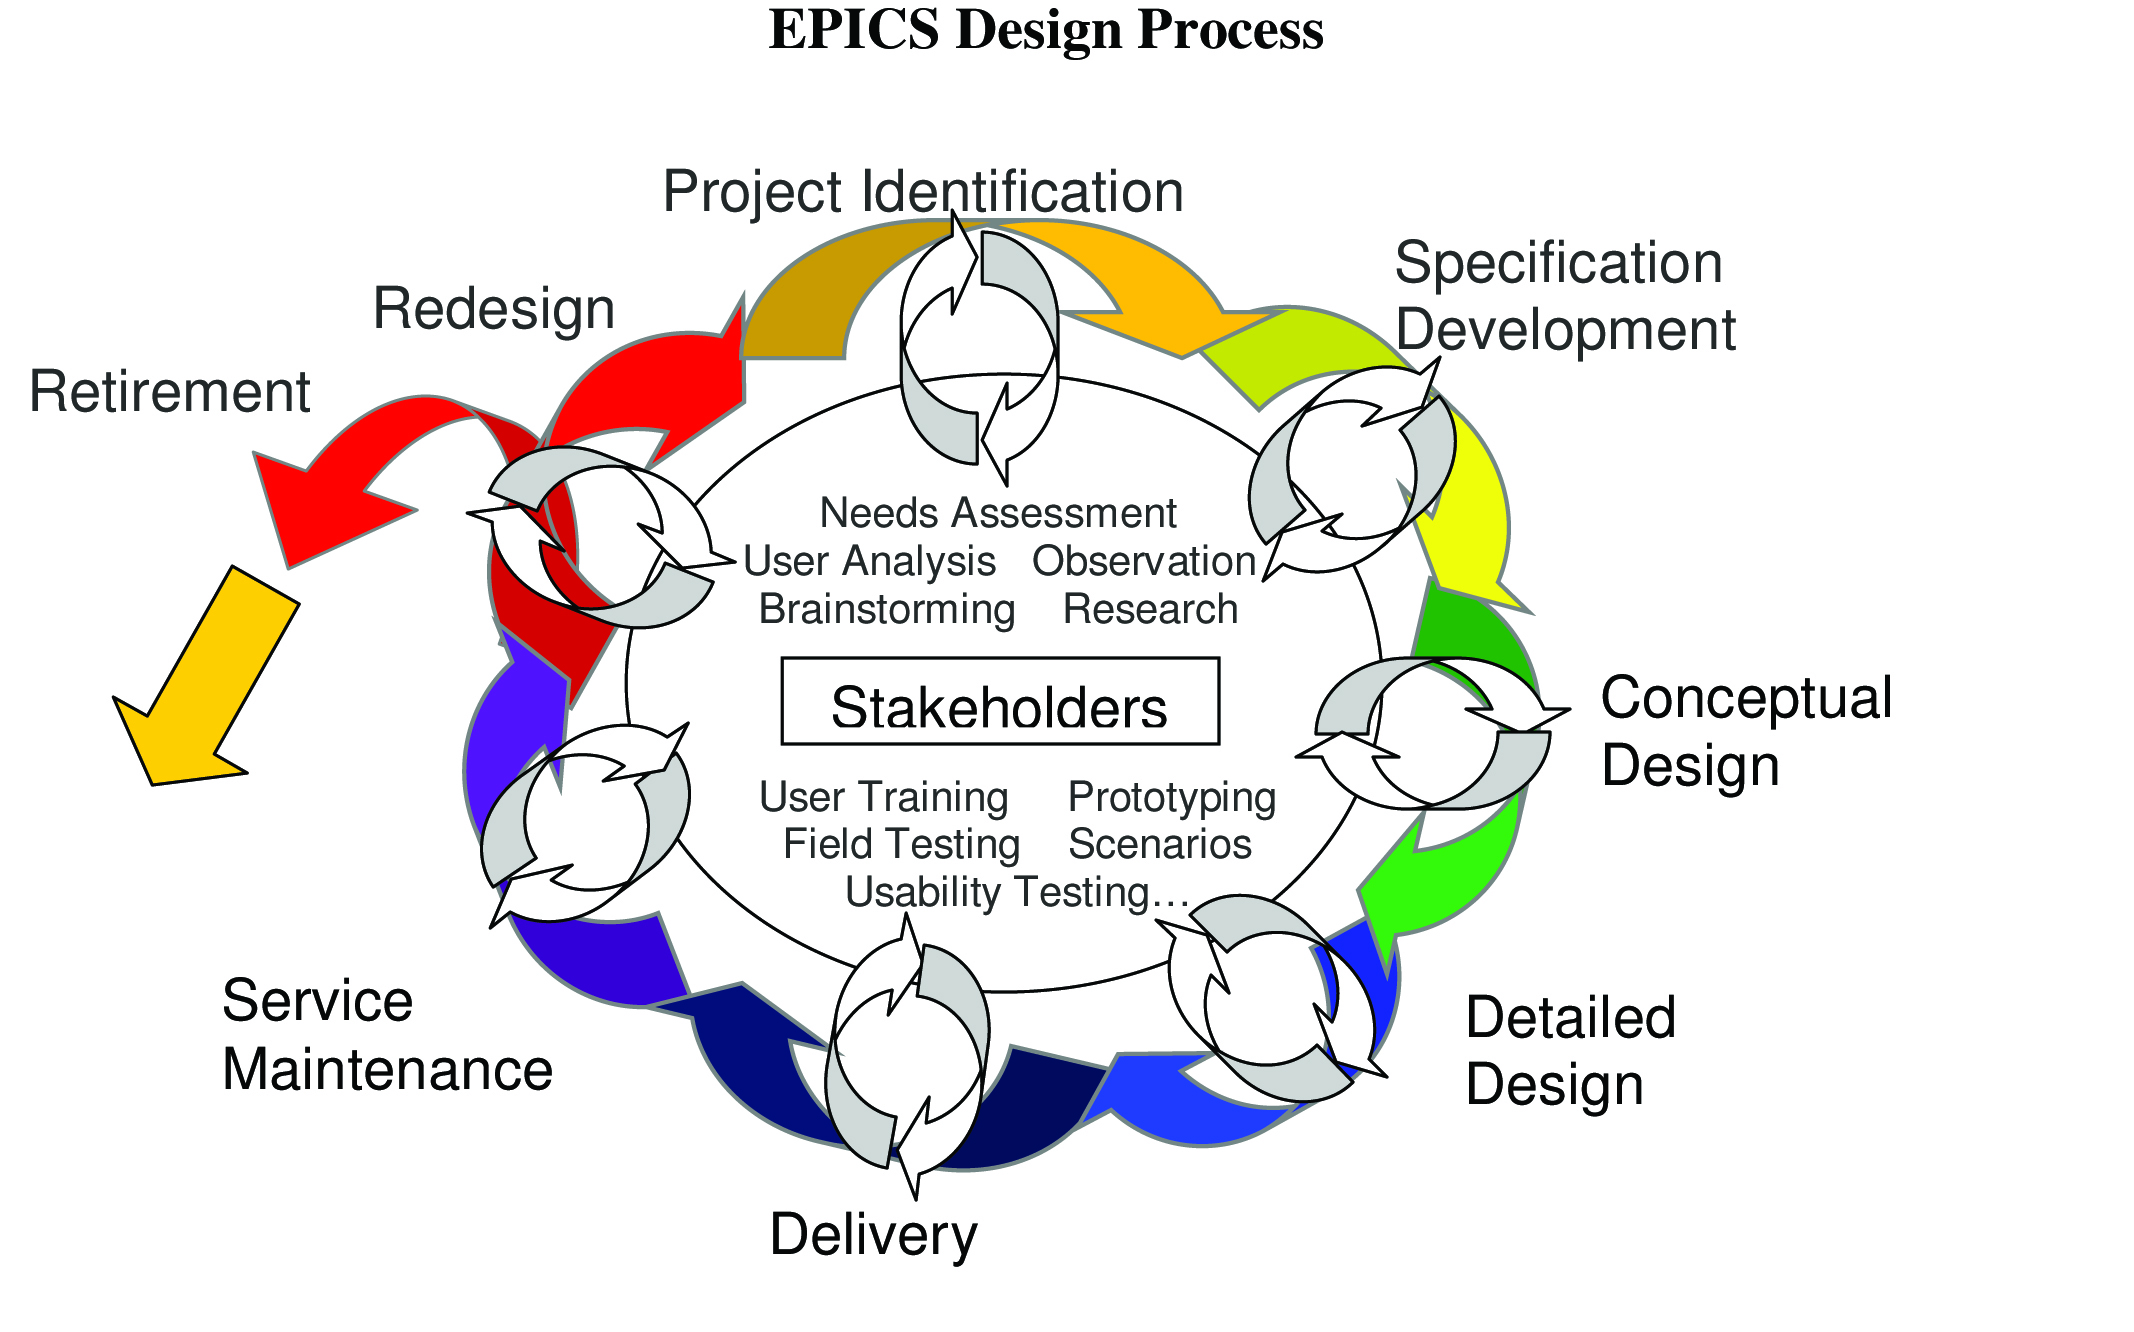 EPICS Design Process
Project Identification
Specification
Development
Redesign
Retirement
Needs Assessment
User Analysis Observation
Brainstorming Research
Stakeholders
Conceptual
Design
User Training Prototyping
Field Testing Scenarios
Usability Testing…
Service
Maintenance
Detailed
Design
Delivery